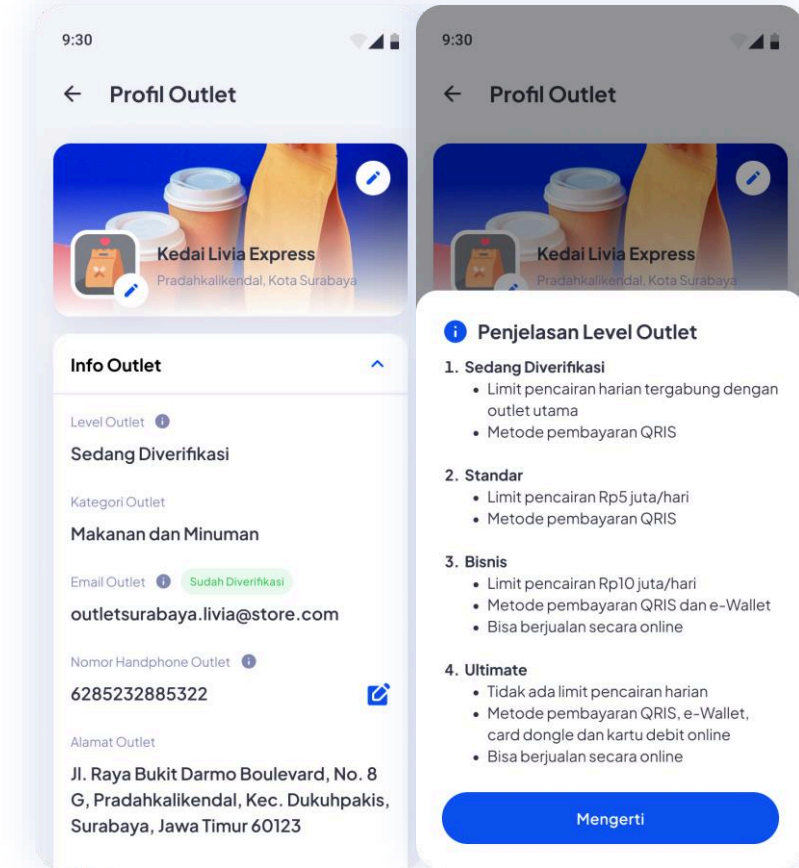 9:30
Profil Outlet
Kedai Livia Express
Pradahkalikendal, Kota Surabaya
Info Outlet
Level Outlet
Sedang Diverifikasi
Kategori Outlet
Makanan dan Minuman
Email Outlet Sudah Diverifikasi
outletsurabaya.livia@store.com
Nomor Handphone Outlet
6285232885322
Alamat Outlet
Jl. Raya Bukit Darmo Boulevard, No. 8
G, Pradahkalikendal, Kec. Dukuhpakis,
Surabaya, Jawa Timur 60123
9:30
Profil Outlet
Kedai Livia Express
Pradahkalikendal, Kota Surabaya
Penjelasan Level Outlet
1. Sedang Diverifikasi
• Limit pencairan harian tergabung dengan
outlet utama
• Metode pembayaran QRIS
2. Standar
• Limit pencairan Rp5 juta/hari
• Metode pembayaran QRIS
3. Bisnis
• Limit pencairan Rp10 juta/hari
• Metode pembayaran QRIS dan e-Wallet
• Bisa berjualan secara online
4. Ultimate
• Tidak ada limit pencairan harian
• Metode pembayaran QRIS, e-Wallet,
card dongle dan kartu debit online
• Bisa berjualan secara online
Mengerti